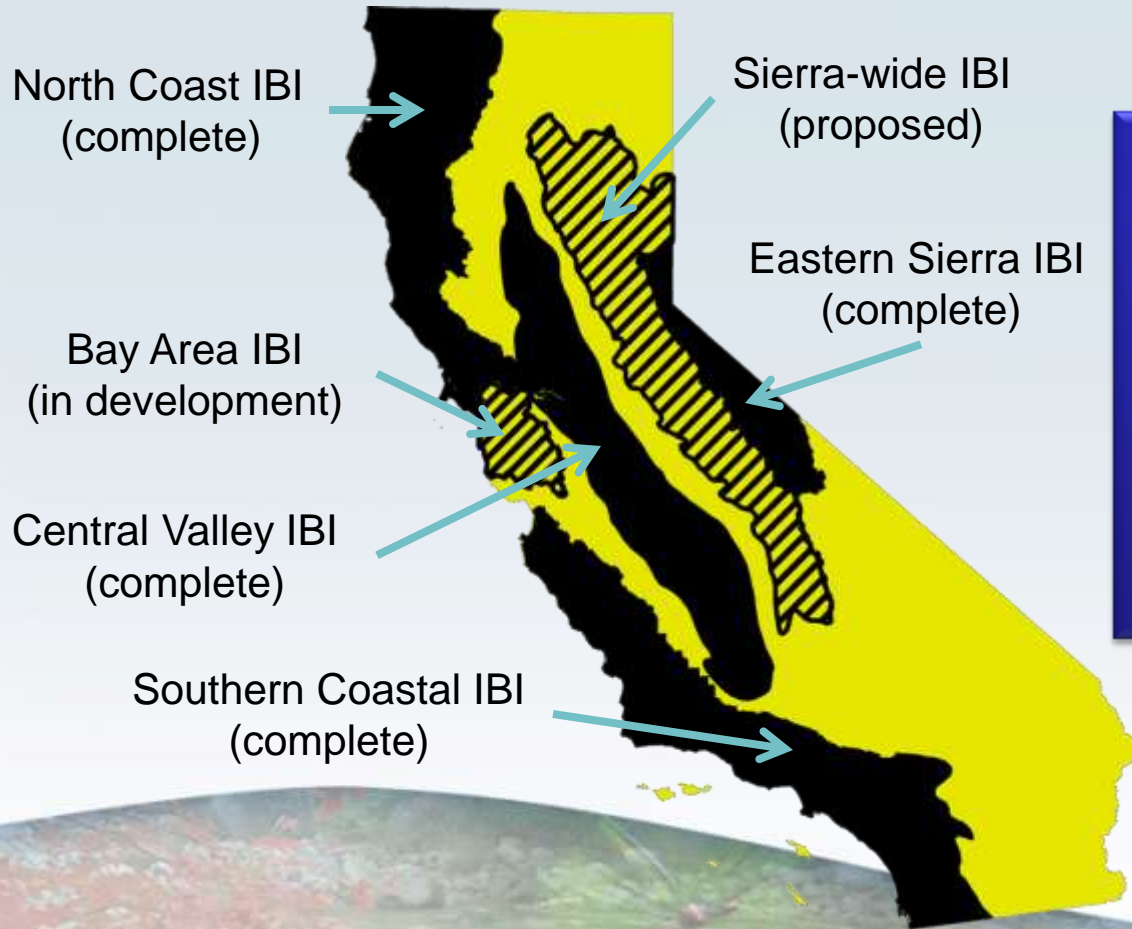 North Coast IBI
(complete)
Sierra-wide IBI
(proposed)
Eastern Sierra IBI
(complete)
Bay Area IBI
(in development)
Central Valley IBI
(complete)
Southern Coastal IBI
(complete)